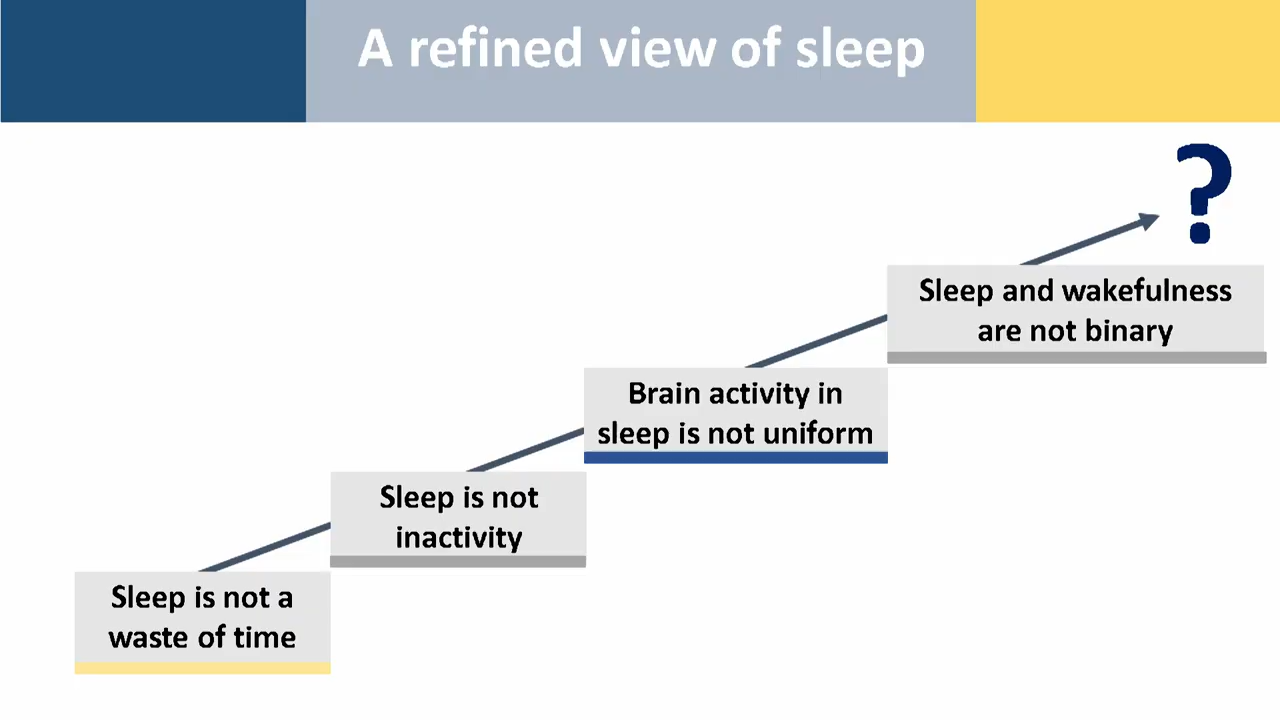 A refined view of sleep
?
Sleep and wakefulness
are not binary
Brain activity in
sleep is not uniform
Sleep is not
inactivity
Sleep is not a
waste of time